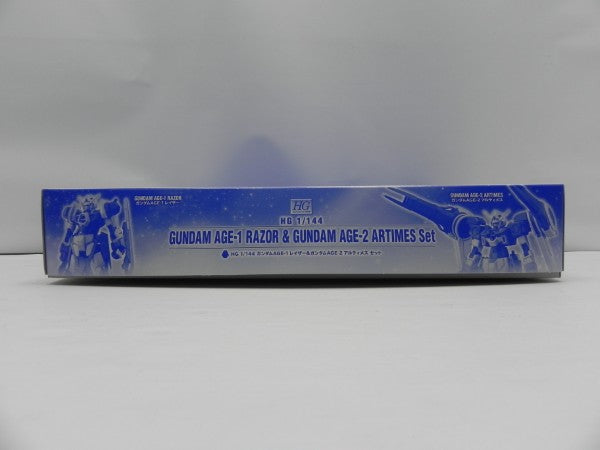 GUNDAM AGE-1 RAZOR
ガンダムAGE-1 レイザー
HG
HG 1/144
GUNDAM AGE-1 RAZOR & GUNDAM AGE-2 ARTIMES Set
HG 1/144 ガンダムAGE-1 レイザー&ガンダムAGE-2 アルティメス セット
GUNDAM AGE-2 ARTIMES
ガンダムAGE-2 アルティメス